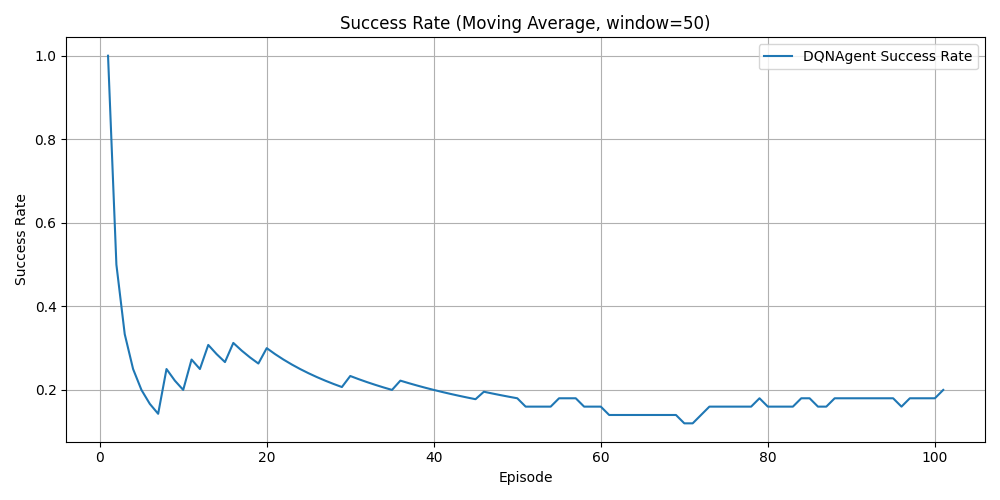 Success Rate (Moving Average, window=50)
DQNAgent Success Rate
Success Rate
1.0
0.8
0.6
0.4
0.2
0
20
40
60
80
100
Episode